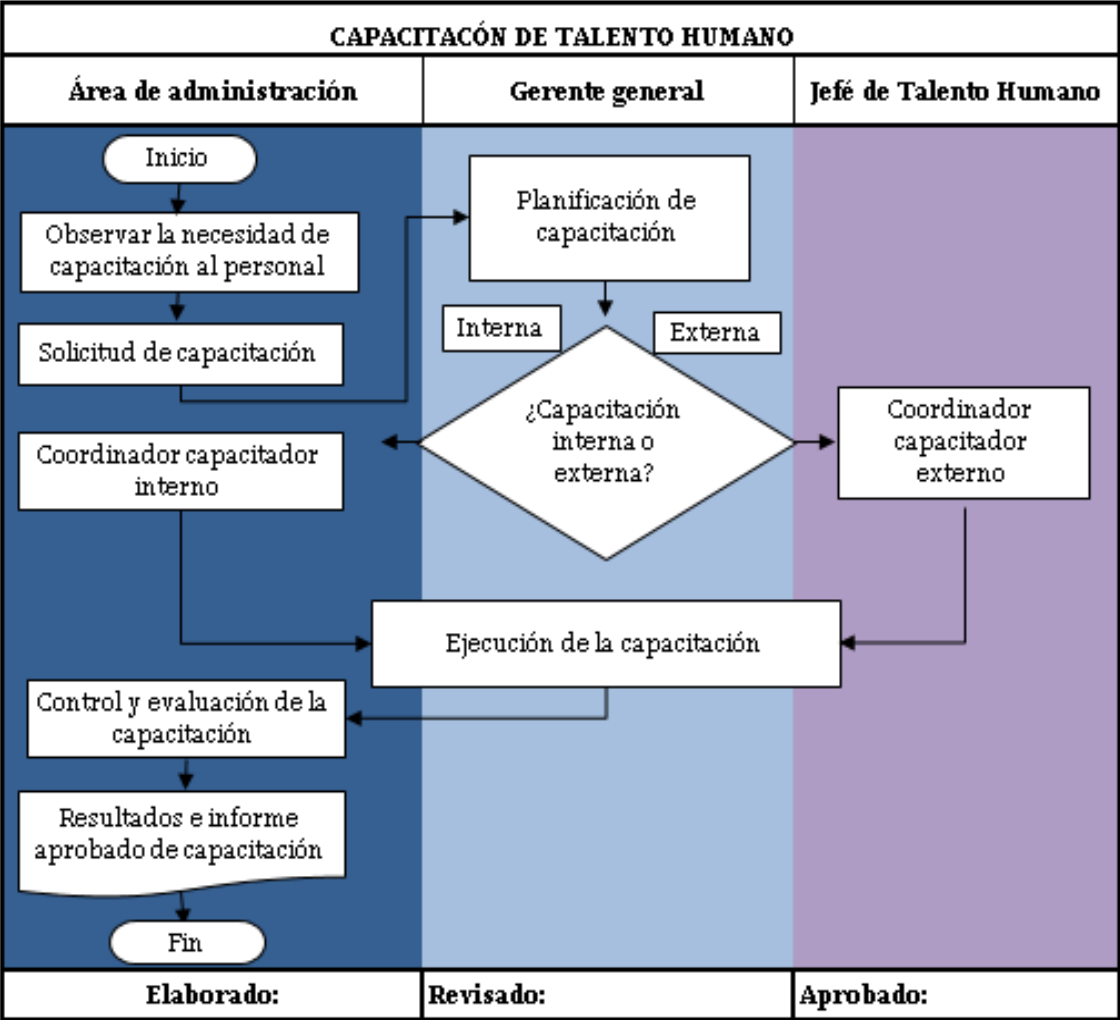 CAPACITACÓN DE TALENTO HUMANO
Área de administración
Gerente general
Jefé de Talento Humano
Inicio
Observar la necesidad de
capacitación al personal
Solicitud de capacitación
Planificación de
capacitación
Interna
Externa
¿Capacitación
interna o
externa?
Coordinador capacitador
interno
Coordinador
capacitador
externo
Ejecución de la capacitación
Control y evaluación de la
capacitación
Resultados e informe
aprobado de capacitación
Fin
Elaborado:
Revisado:
Aprobado: